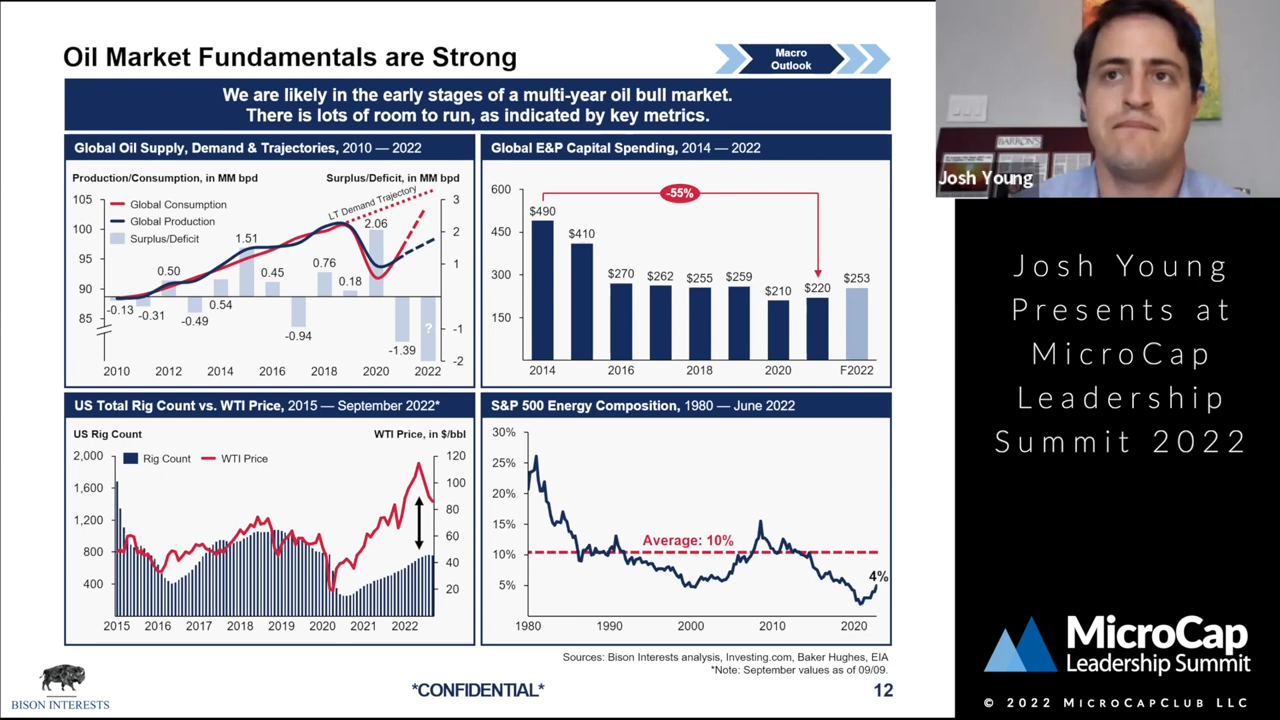 Oil Market Fundamentals are Strong
Macro
Outlook
We are likely in the early stages of a multi-year oil bull market.
There is lots of room to run, as indicated by key metrics.
Global Oil Supply, Demand & Trajectories, 2010 — 2022
Production/Consumption, in MM bpd
Surplus/Deficit, in MM bpd
105
100
95
90
85
Global Consumption
Global Production
Surplus/Deficit
LT Demand Trajectory
3
2
1
-1
-2
-0.13
-0.31
0.50
-0.49
0.54
1.51
0.45
-0.94
0.76
0.18
2.06
-1.39
?
2010 2012 2014 2016 2018 2020 2022
Global E&P Capital Spending, 2014 — 2022
600
450
300
150
-55%
$490
$410
$270
$262
$255
$259
$210
$220
$253
2014 2016 2018 2020 F2022
US Total Rig Count vs. WTI Price, 2015 — September 2022*
US Rig Count
WTI Price, in $/bbl
2,000
1,600
1,200
800
400
Rig Count
WTI Price
120
100
80
60
40
20
2015 2016 2017 2018 2019 2020 2021 2022
S&P 500 Energy Composition, 1980 — June 2022
30%
25%
20%
15%
10%
5%
Average: 10%
4%
1980 1990 2000 2010 2020
Sources: Bison Interests analysis, Investing.com, Baker Hughes, EIA
*Note: September values as of 09/09.
BISON INTERESTS
*CONFIDENTIAL*
12
BARRON'S
Josh Young
Josh Young
Presents at
MicroCap
Leadership
Summit 2022
MicroCap
Leadership Summit
© 2022 MICROCAPCLUB LLC